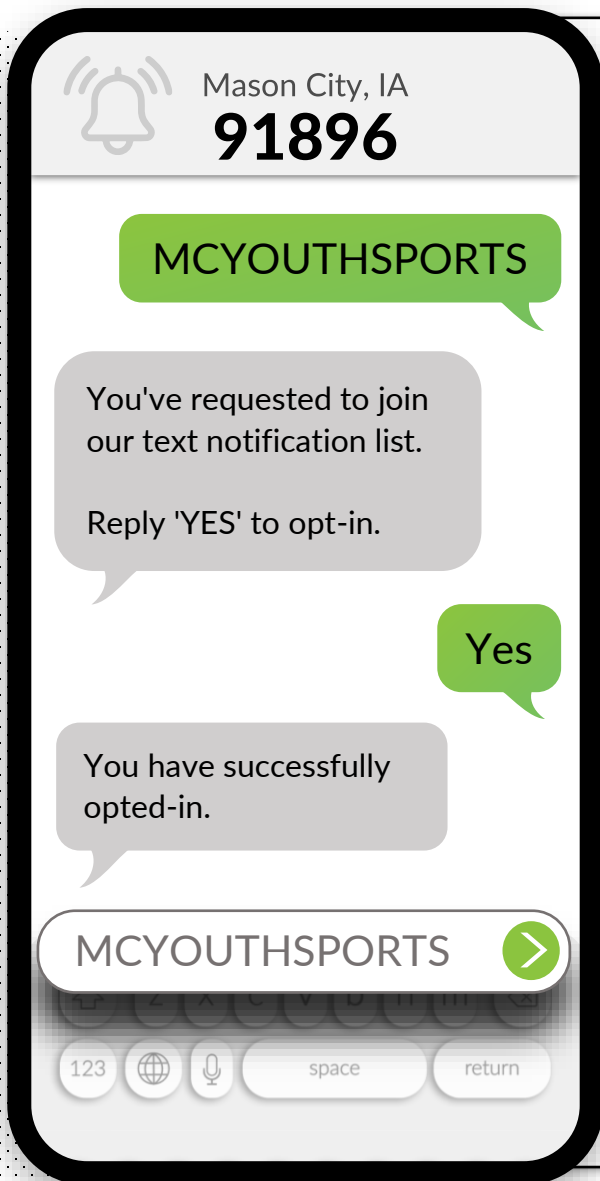 Mason City, IA
91896
MCYOUTHSPORTS
You've requested to join
our text notification list.
Reply 'YES' to opt-in.
Yes
You have successfully
opted-in.
MCYOUTHSPORTS
z x c v b n m
123 space return